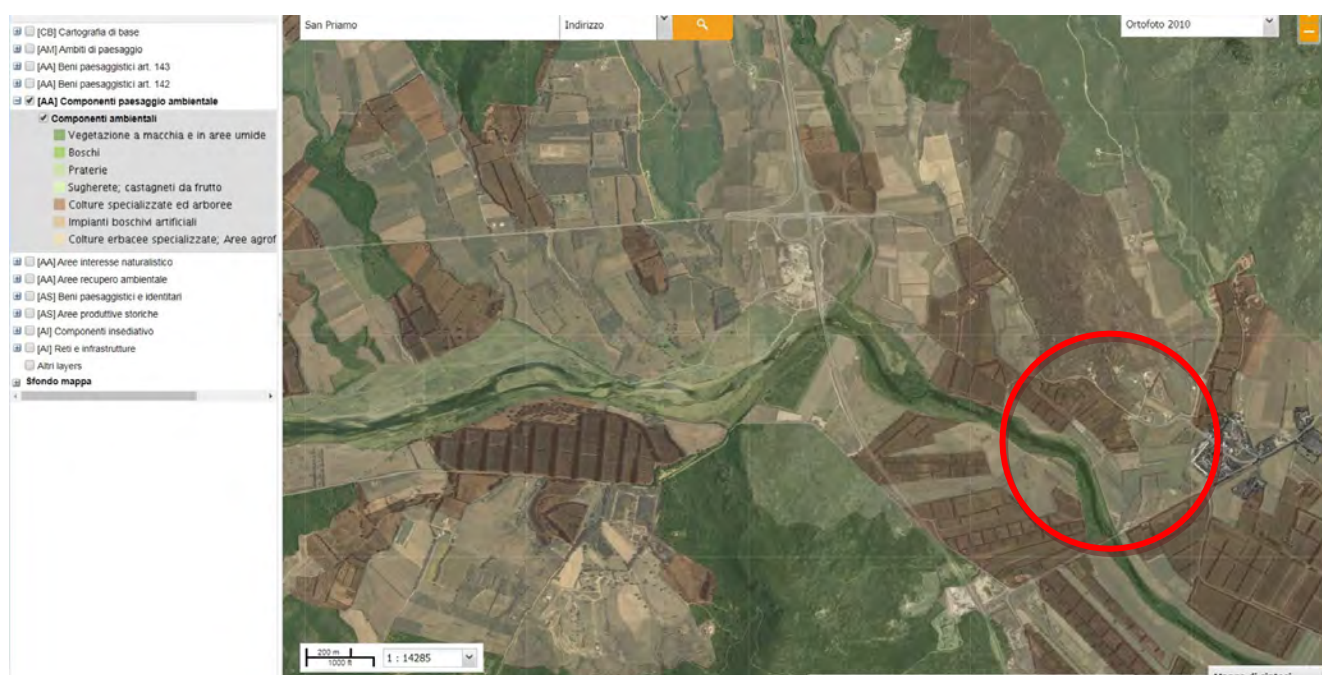 [CB] Cartografia di base
[AM] Ambiti di paesaggio
[AA] Beni paesaggistici art. 143
[AA] Beni paesaggistici art. 142
[AA] Componenti paesaggio ambientale
Componenti ambientali
Vegetazione a macchia e in aree umide
Boschi
Praterie
Sugherete; castagneti da frutto
Colture specializzate ed arboree
Impianti boschivi artificiali
Colture erbacee specializzate; Aree agrof
[AA] Aree interesse naturalistico
[AA] Aree recupero ambientale
[AS] Beni paesaggistici e identitari
[AS] Aree produttive storiche
[AI] Componenti insediativo
[AI] Reti e infrastrutture
Altri layers
Sfondo mappa
San Priamo
Indirizzo
Ortofoto 2010
200 m
1000 ft
1 : 14285